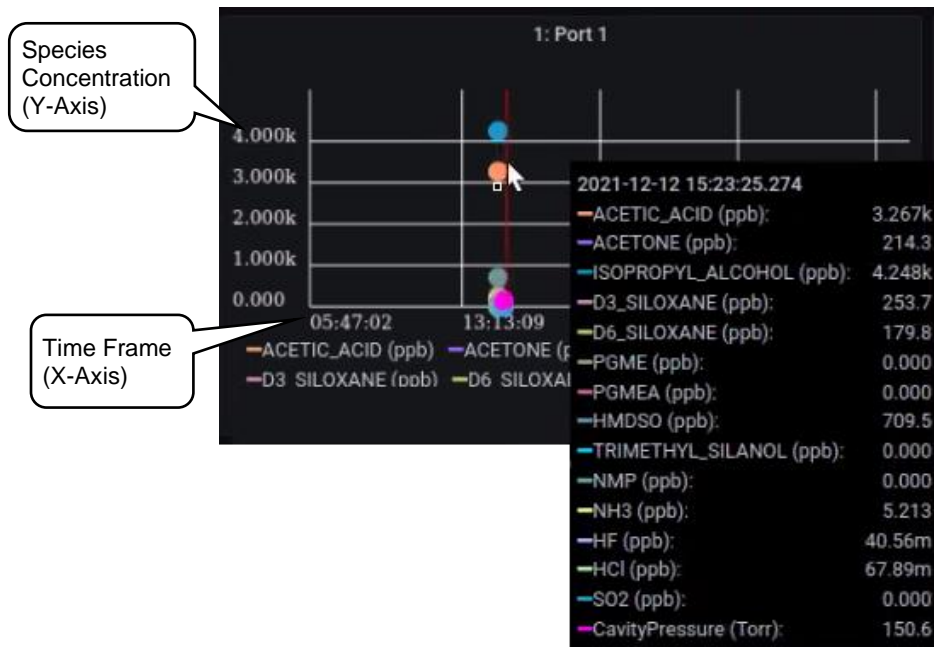 Species
Concentration
(Y-Axis)
1: Port 1
4.000k
3.000k
2.000k
1.000k
0.000
05:47:02 13:13:09
Time Frame
(X-Axis)
ACETIC_ACID (ppb) ACETONE (p
D3 SILOXANE (ppb) D6 SILOXAI
2021-12-12 15:23:25.274
ACETIC_ACID (ppb): 3.267k
ACETONE (ppb): 214.3
ISOPROPYL_ALCOHOL (ppb): 4.248k
D3_SILOXANE (ppb): 253.7
D6_SILOXANE (ppb): 179.8
PGME (ppb): 0.000
PGMEA (ppb): 0.000
HMDSO (ppb): 709.5
TRIMETHYL_SILANOL (ppb): 0.000
NMP (ppb): 0.000
NH3 (ppb): 5.213
HF (ppb): 40.56m
HCl (ppb): 67.89m
SO2 (ppb): 0.000
CavityPressure (Torr): 150.6